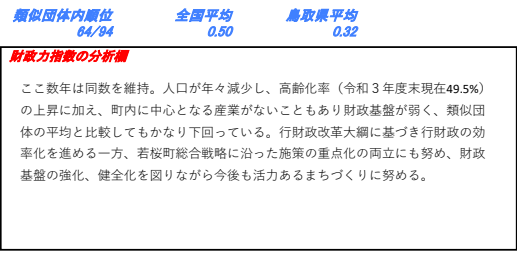 類似団体内順位 全国平均 鳥取県平均
64/94 0.50 0.32
財政力指数の分析欄
ここ数年は同数を維持。人口が年々減少し、高齢化率（令和３年度末現在49.5%）
の上昇に加え、町内に中心となる産業がないこともあり財政基盤が弱く、類似団
体の平均と比較してもかなり下回っている。行財政改革大綱に基づき行財政の効
率化を進める一方、若桜町総合戦略に沿った施策の重点化の両立にも努め、財政
基盤の強化、健全化を図りながら今後も活力あるまちづくりに努める。